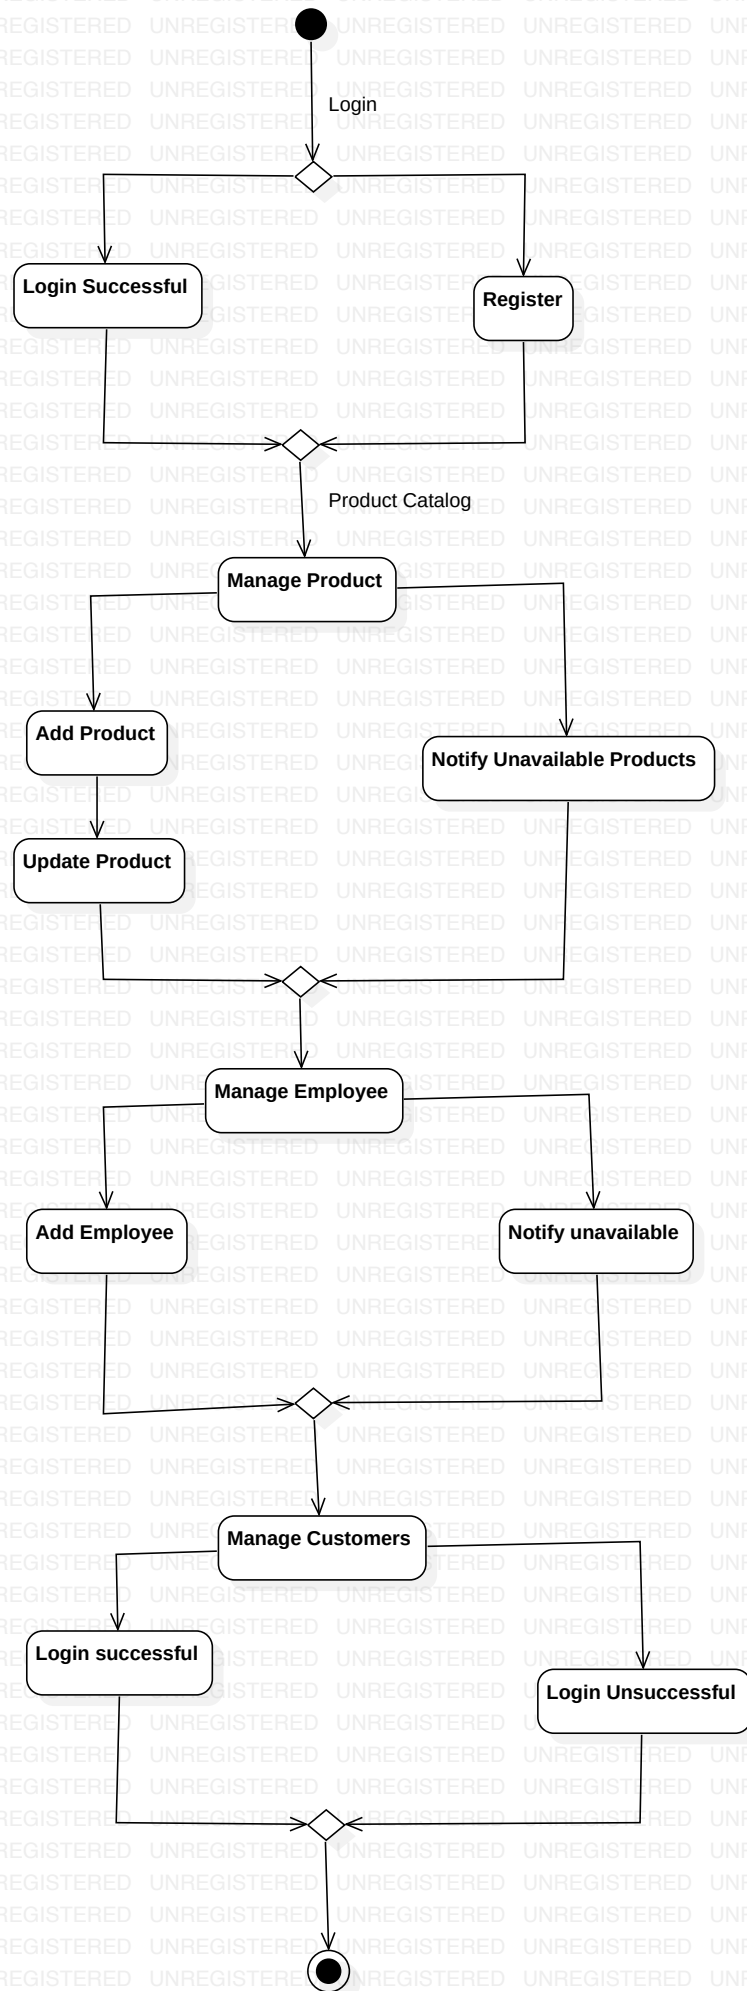 Login
Login Successful
Register
Product Catalog
Manage Product
Add Product
Notify Unavailable Products
Update Product
Manage Employee
Add Employee
Notify unavailable
Manage Customers
Login successful
Login Unsuccessful
UNREGISTERED